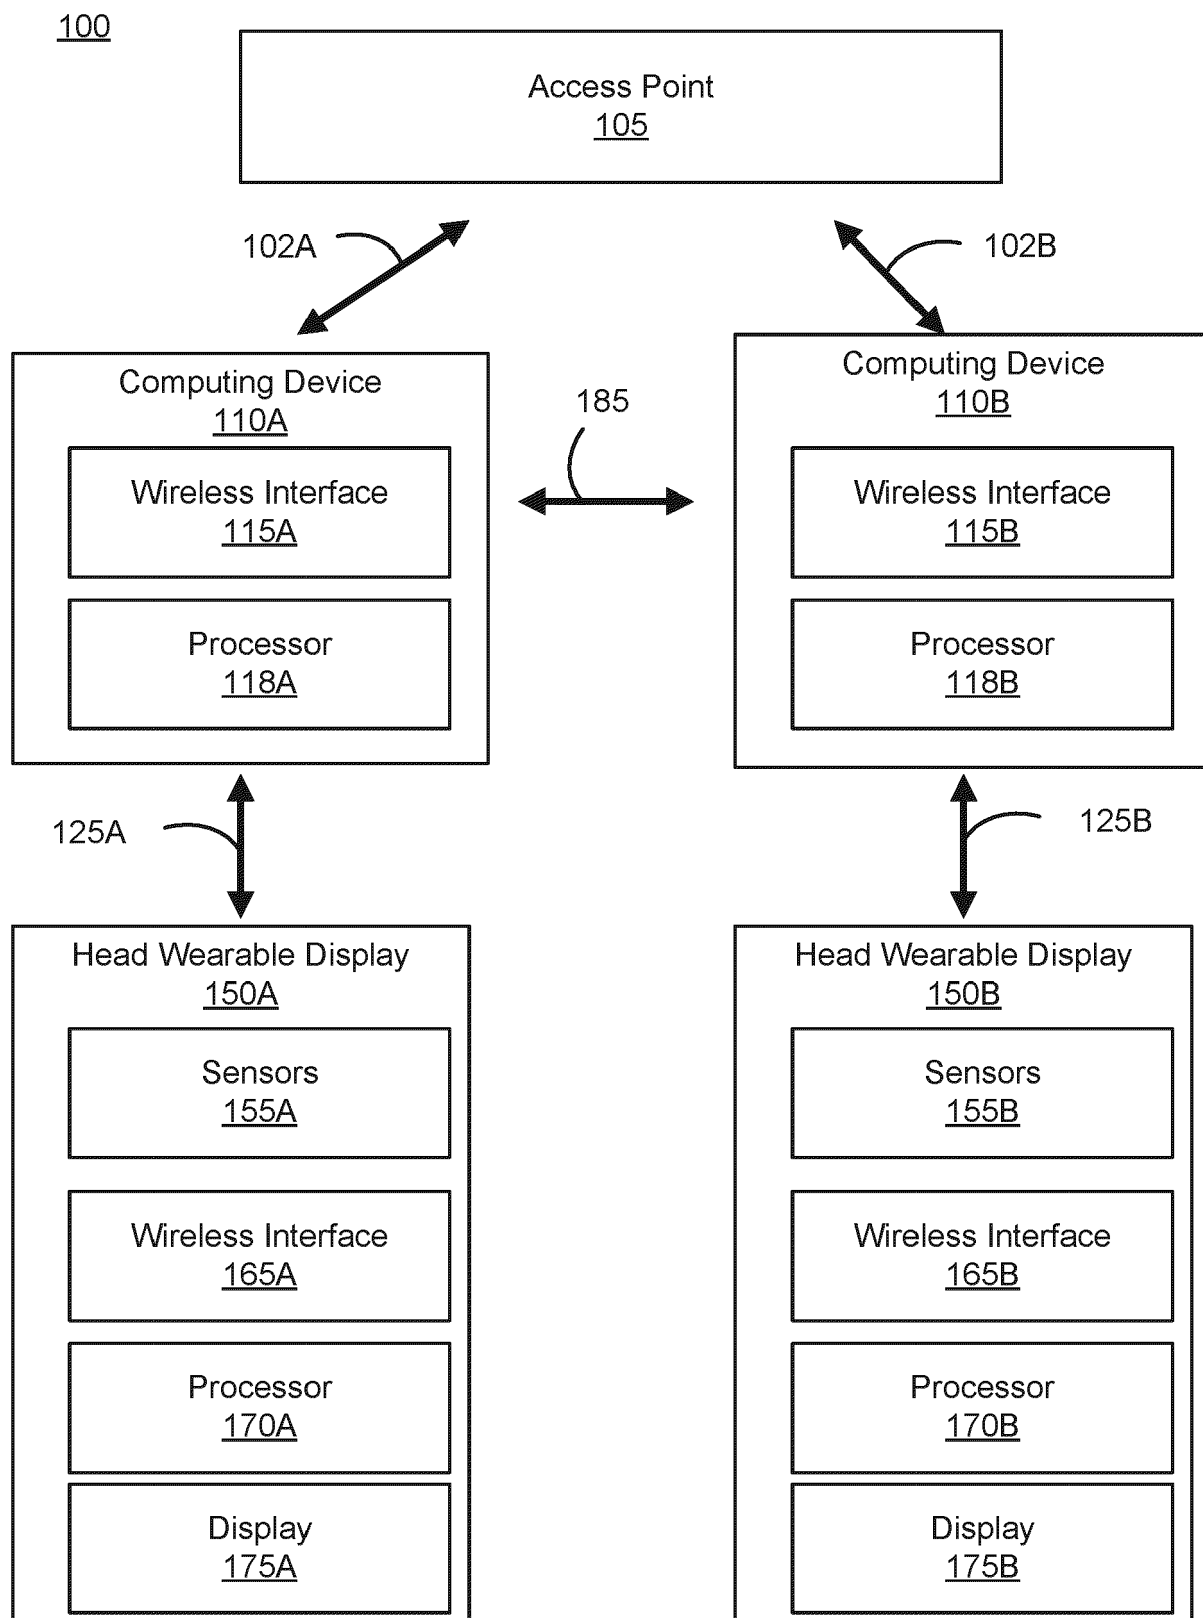 100
Access Point
105
102A
102B
Computing Device
110A
Computing Device
110B
185
Wireless Interface
115A
Wireless Interface
115B
Processor
118A
Processor
118B
125A
125B
Head Wearable Display
150A
Head Wearable Display
150B
Sensors
155A
Sensors
155B
Wireless Interface
165A
Wireless Interface
165B
Processor
170A
Processor
170B
Display
175A
Display
175B